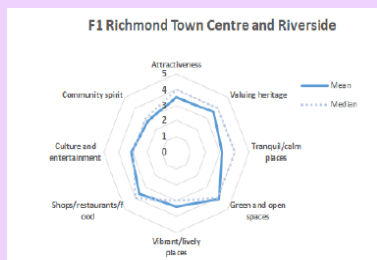 F1 Richmond Town Centre and Riverside
Attractiveness
5
4
3
2
1
0
Community spirit
Valuing heritage
Mean
Median
Culture and
entertainment
Tranquil/calm
places
Shops/restaurants/f
ood
Green and open
spaces
Vibrant/lively
places